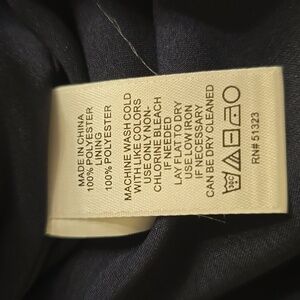 MADE IN CHINA
100% POLYESTER
LINING
100% POLYESTER
MACHINE WASH COLD
WITH LIKE COLORS
USE ONLY NON-
CHLORINE BLEACH
IF NEEDED
LAY FLAT TO DRY
USE LOW IRON
IF NECESSARY
CAN BE DRY CLEANED
RN# 51323